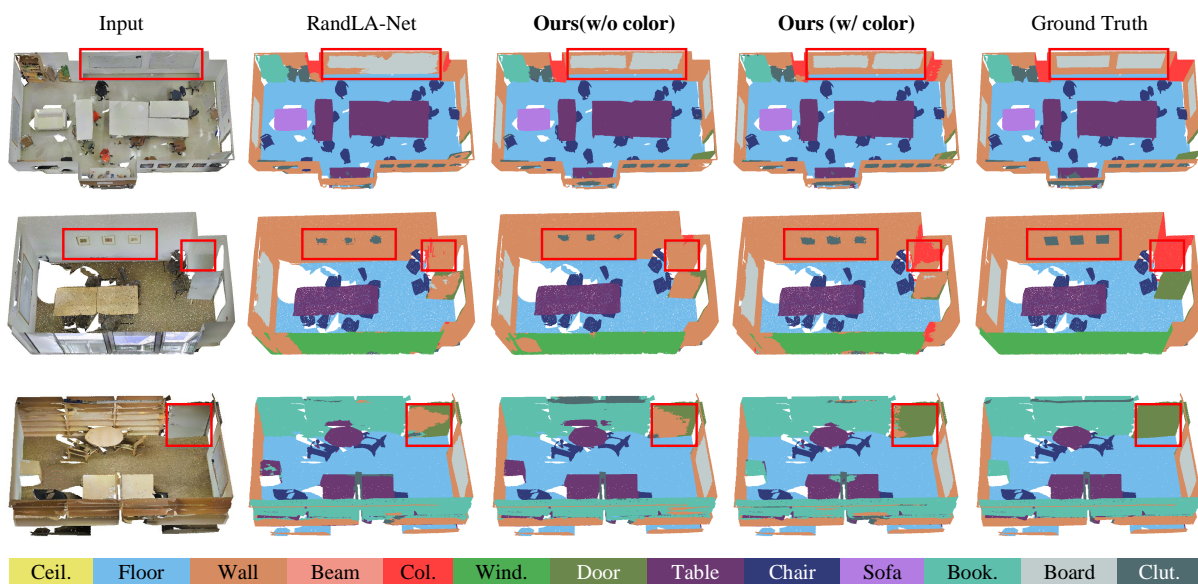 Input RandLA-Net Ours(w/o color) Ours (w/ color) Ground Truth
Ceil. Floor Wall Beam Col. Wind. Door Table Chair Sofa Book. Board Clut.